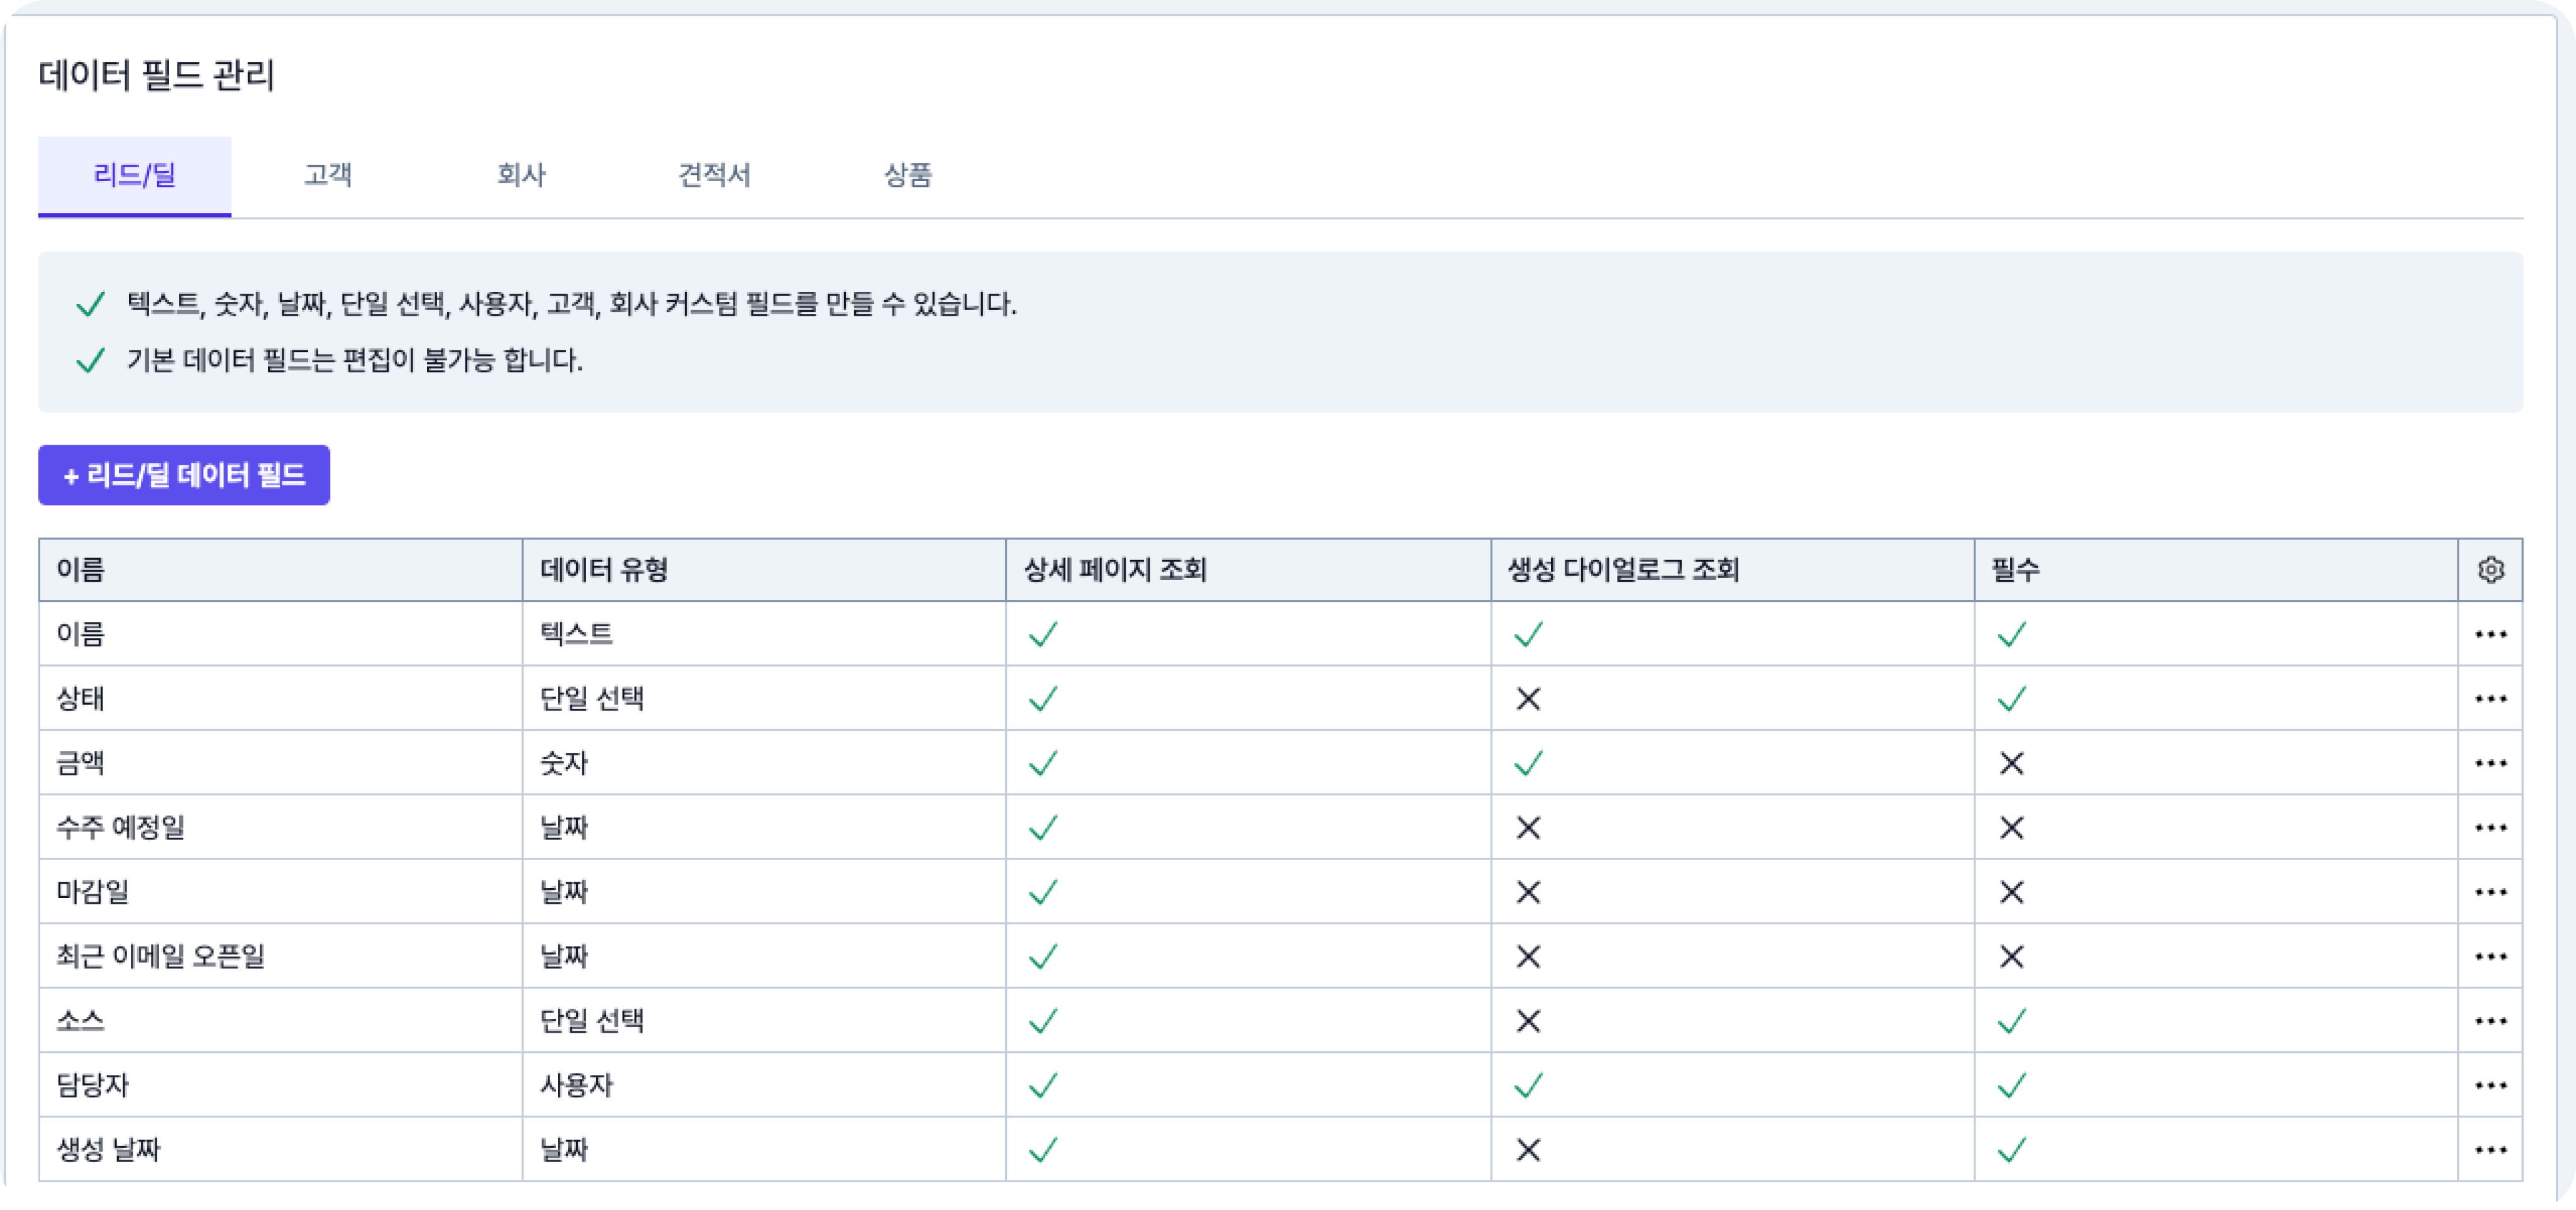 데이터 필드 관리
리드/딜 고객 회사 견적서 상품
텍스트, 숫자, 날짜, 단일 선택, 사용자, 고객, 회사 커스텀 필드를 만들 수 있습니다.
기본 데이터 필드는 편집이 불가능 합니다.
+ 리드/딜 데이터 필드
이름 데이터 유형 상세 페이지 조회 생성 다이얼로그 조회 필수
이름 텍스트
상태 단일 선택
금액 숫자
수주 예정일 날짜
마감일 날짜
최근 이메일 오픈일 날짜
소스 단일 선택
담당자 사용자
생성 날짜 날짜